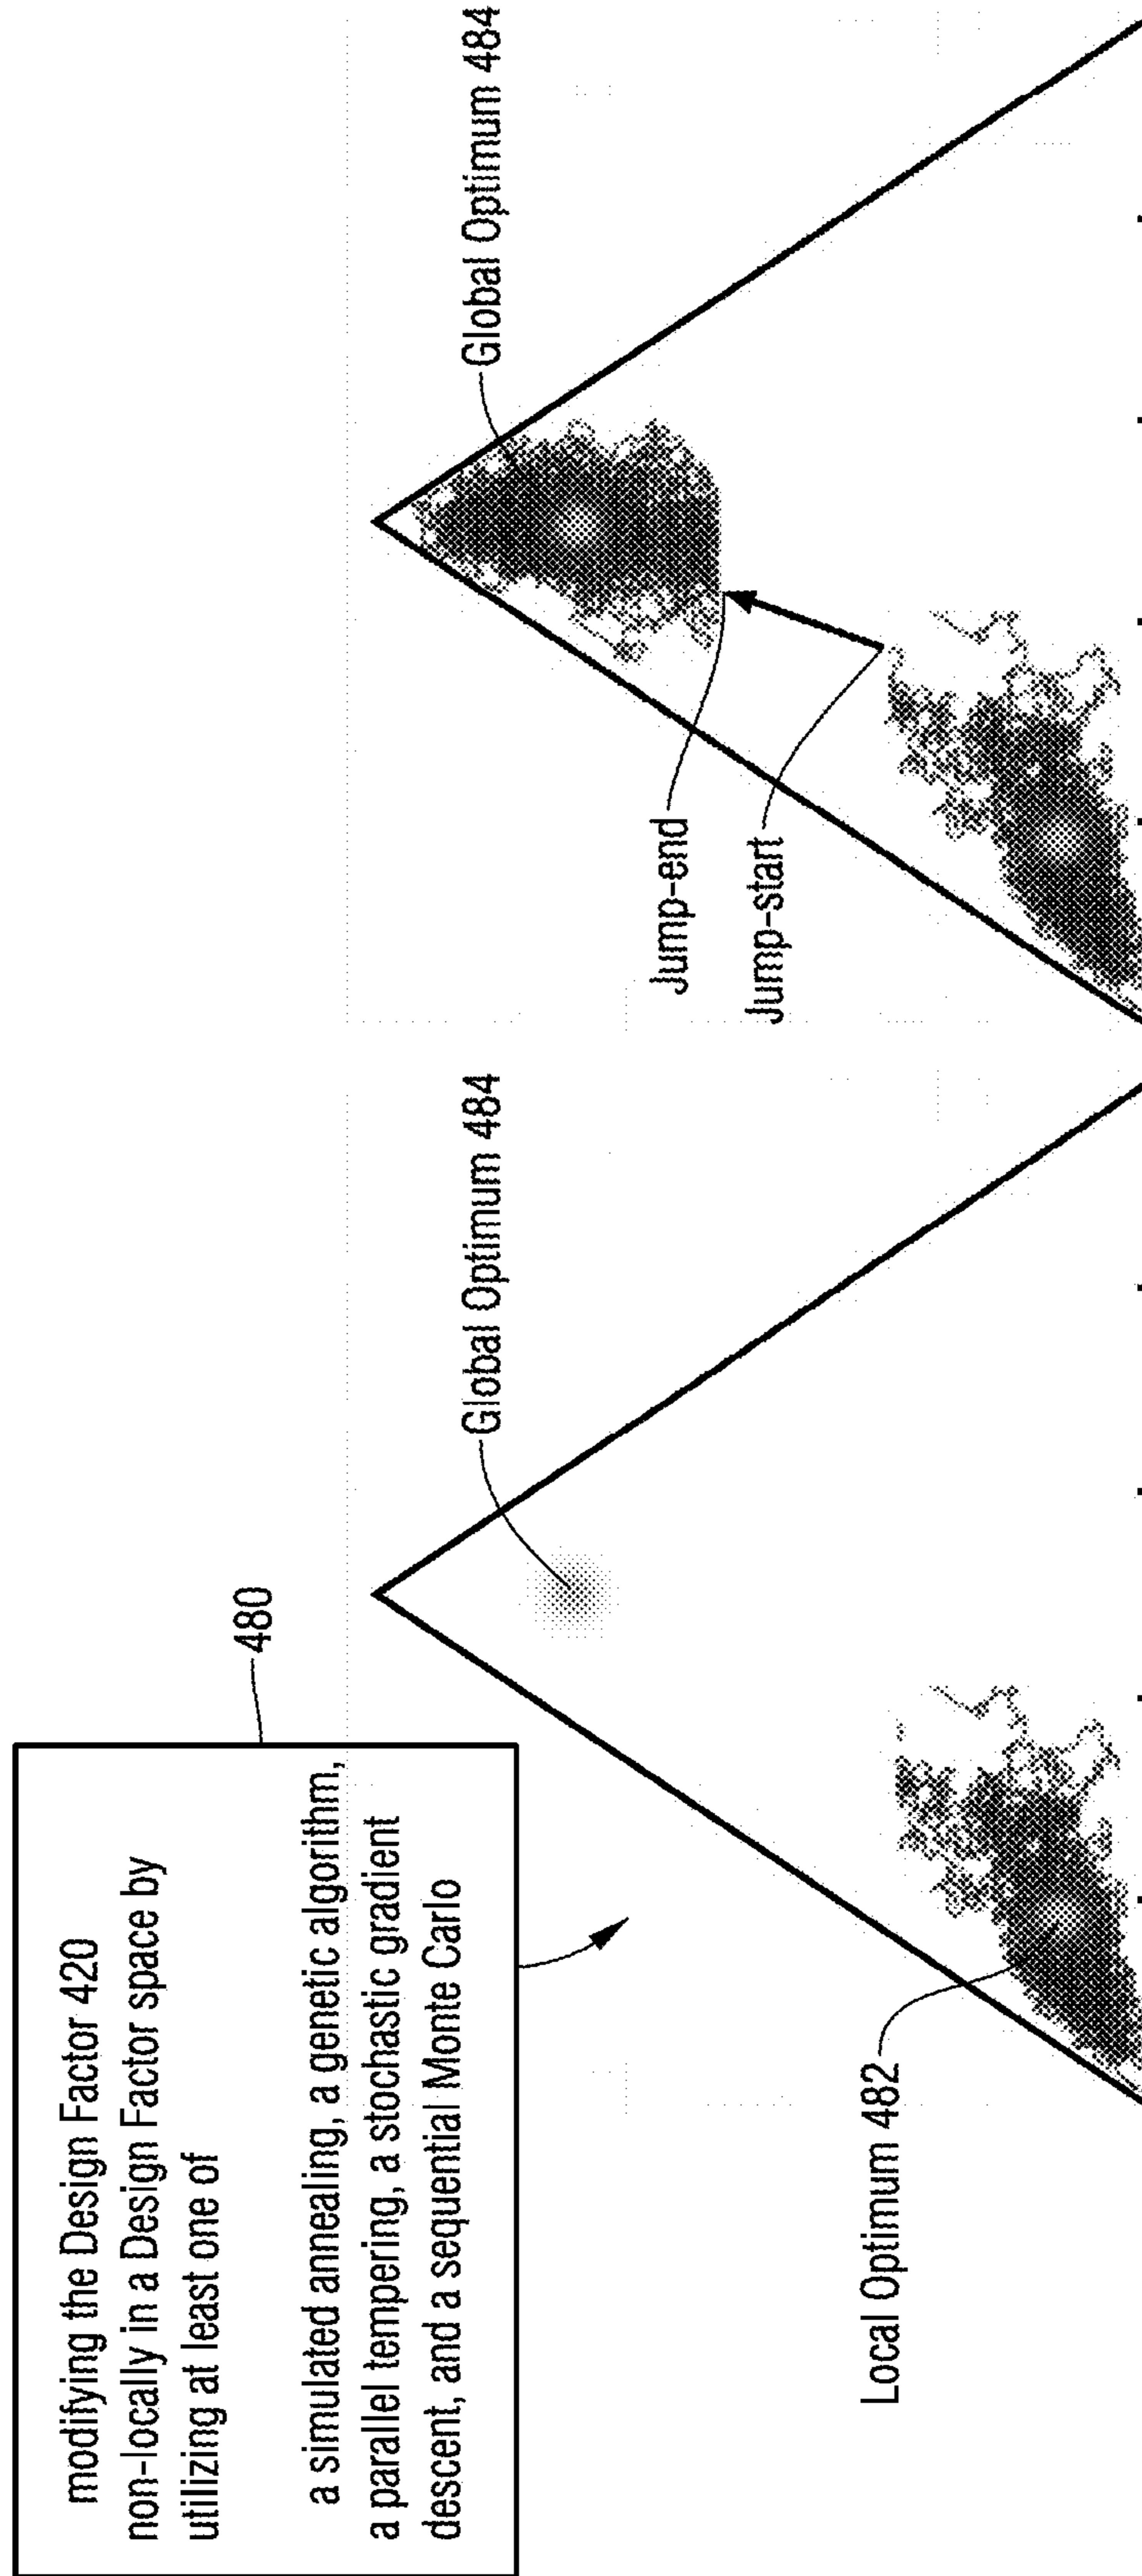 modifying the Design Factor 420
non-locally in a Design Factor space by
utilizing at least one of
a simulated annealing, a genetic algorithm,
a parallel tempering, a stochastic gradient
descent, and a sequential Monte Carlo
480
Global Optimum 484
Local Optimum 482
Global Optimum 484
Jump-end
Jump-start